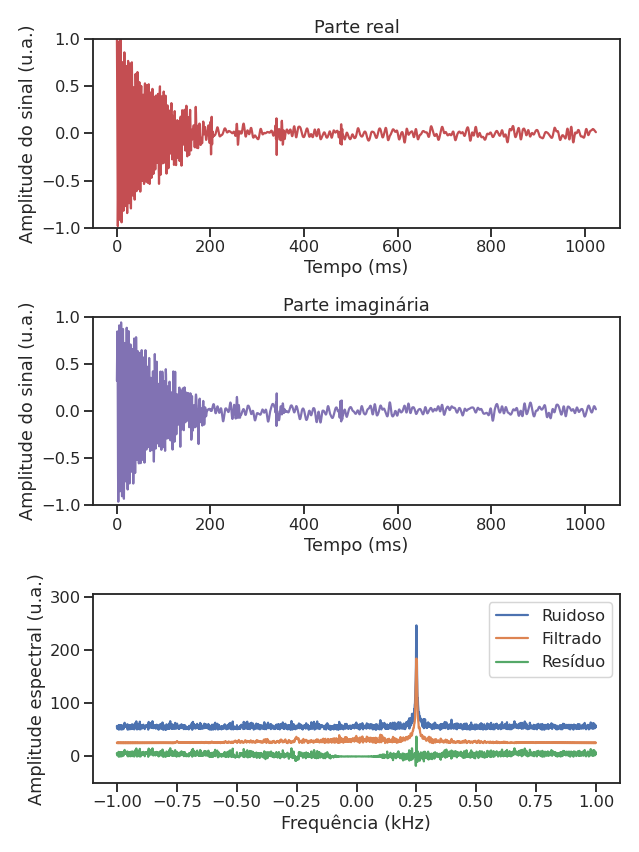 Parte real
Amplitude do sinal (u.a.)
1.0
0.5
0.0
−0.5
−1.0
0 200 400 600 800 1000
Tempo (ms)
Parte imaginária
Amplitude do sinal (u.a.)
1.0
0.5
0.0
−0.5
−1.0
0 200 400 600 800 1000
Tempo (ms)
Amplitude espectral (u.a.)
300
200
100
0
Ruidoso
Filtrado
Resíduo
−1.00 −0.75 −0.50 −0.25 0.00 0.25 0.50 0.75 1.00
Frequência (kHz)